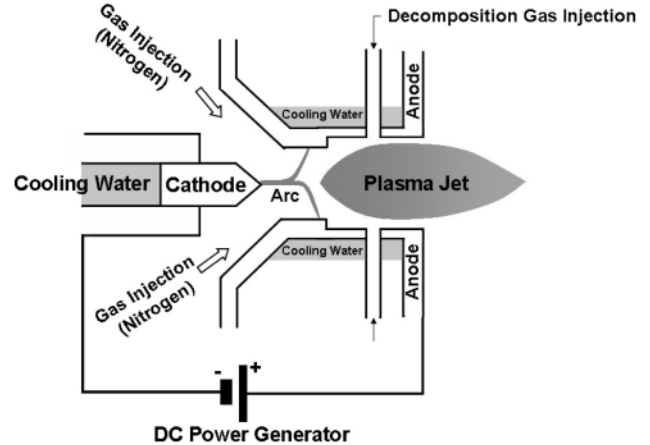 Decomposition Gas Injection
Gas Injection
(Nitrogen)
Anode
Cooling Water
Cooling Water
Cathode
Arc
Plasma Jet
Cooling Water
Anode
Gas Injection
(Nitrogen)
- +
DC Power Generator